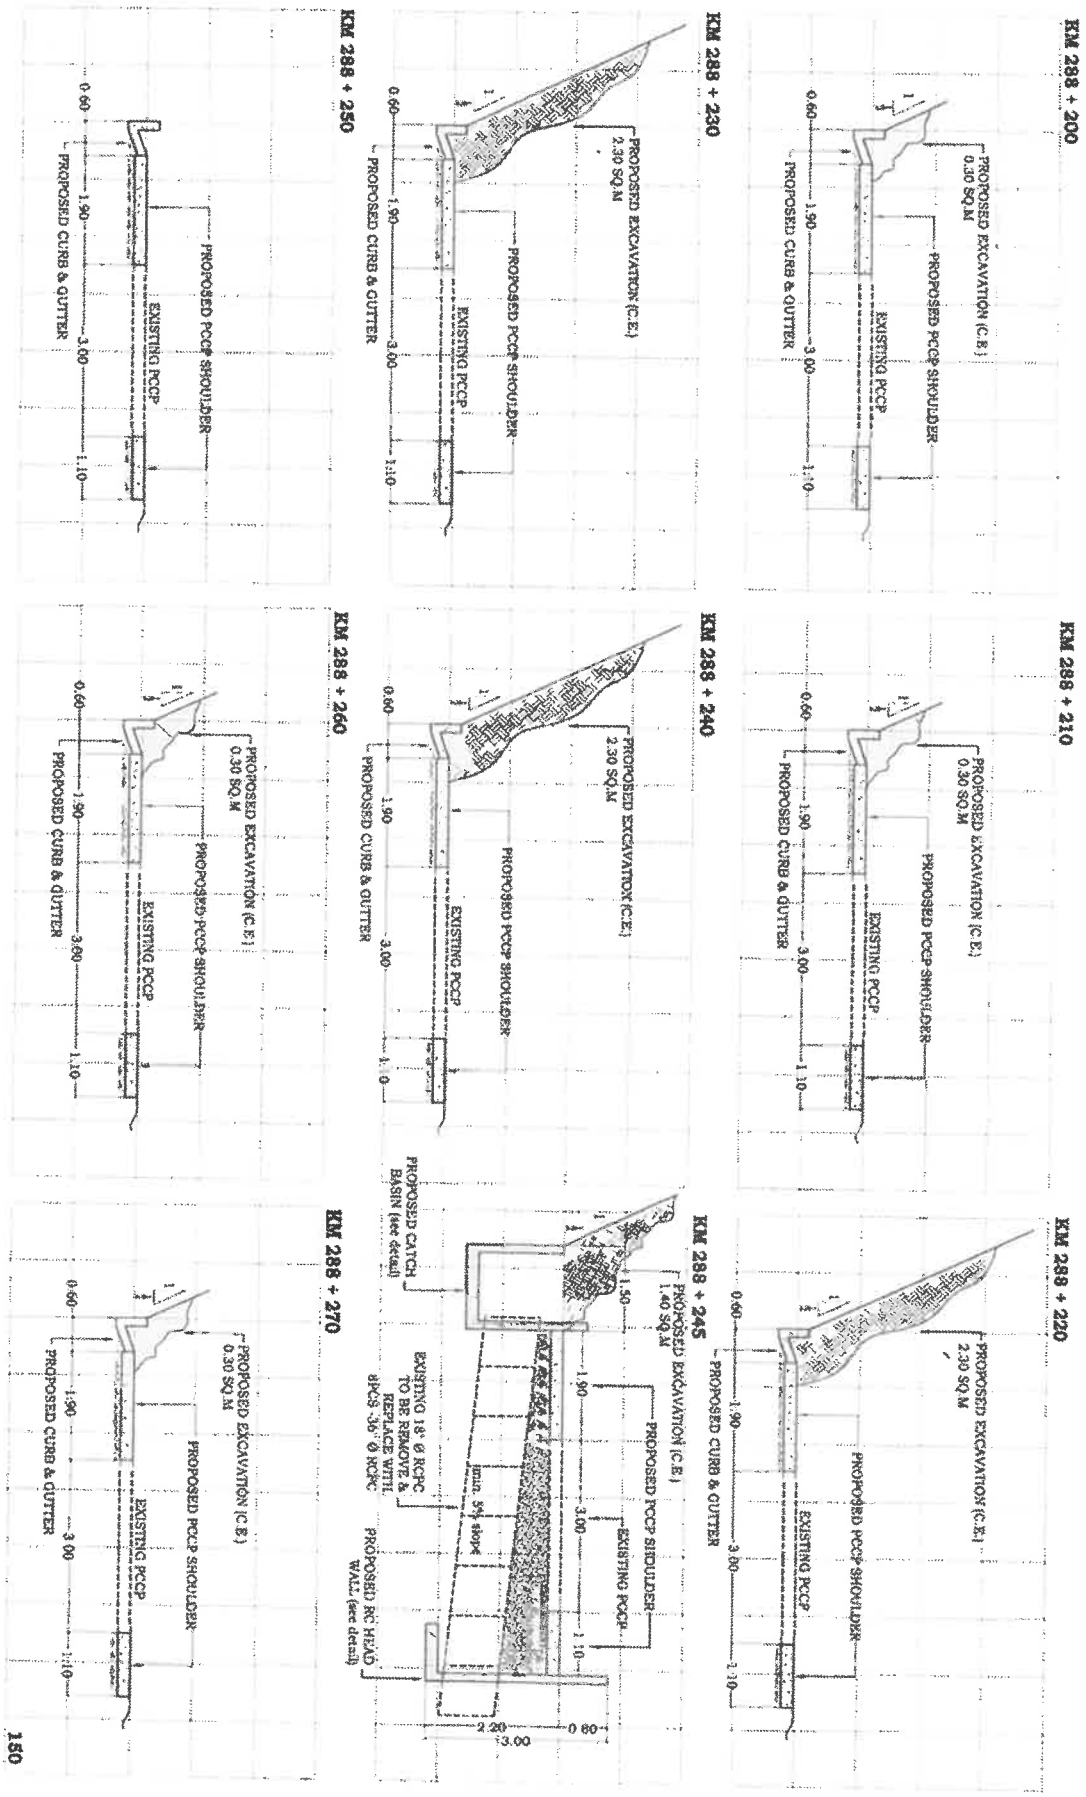 KM 288 + 200
PROPOSED EXCAVATION (C.E.)
0.30 SQ.M
PROPOSED PCCP SHOULDER
EXISTING PCCP
PROPOSED CURB & GUTTER
0.60
1.90
3.00
1.10
KM 288 + 210
PROPOSED EXCAVATION (C.E.)
0.30 SQ.M
PROPOSED PCCP SHOULDER
EXISTING PCCP
PROPOSED CURB & GUTTER
0.60
1.90
3.00
1.10
KM 288 + 220
PROPOSED EXCAVATION (C.E.)
2.30 SQ.M
PROPOSED PCCP SHOULDER
EXISTING PCCP
PROPOSED CURB & GUTTER
0.60
1.90
3.00
1.10
KM 288 + 230
PROPOSED EXCAVATION (C.E.)
2.30 SQ.M
PROPOSED PCCP SHOULDER
EXISTING PCCP
PROPOSED CURB & GUTTER
0.60
1.90
3.00
1.10
KM 288 + 240
PROPOSED EXCAVATION (C.E.)
2.30 SQ.M
PROPOSED PCCP SHOULDER
EXISTING PCCP
PROPOSED CURB & GUTTER
0.60
1.90
3.00
1.10
KM 288 + 245
PROPOSED EXCAVATION (C.E.)
1.40 SQ.M
PROPOSED PCCP SHOULDER
EXISTING PCCP
1.50
1.90
3.00
1.10
min. 5% slope
0.80
2.20
3.00
PROPOSED CATCH
BASIN (see detail)
EXISTING 18" Ø RCPC
TO BE REMOVE &
REPLACE WITH
8PCS -36" Ø RCPC
PROPOSED RC HEAD
WALL (see detail)
KM 288 + 250
PROPOSED PCCP SHOULDER
EXISTING PCCP
PROPOSED CURB & GUTTER
0.60
1.90
3.00
1.10
KM 288 + 260
PROPOSED EXCAVATION (C.E.)
0.30 SQ.M
PROPOSED PCCP SHOULDER
EXISTING PCCP
PROPOSED CURB & GUTTER
0.60
1.90
3.00
1.10
KM 288 + 270
PROPOSED EXCAVATION (C.E.)
0.30 SQ.M
PROPOSED PCCP SHOULDER
EXISTING PCCP
PROPOSED CURB & GUTTER
0.60
1.90
3.00
1.10
150